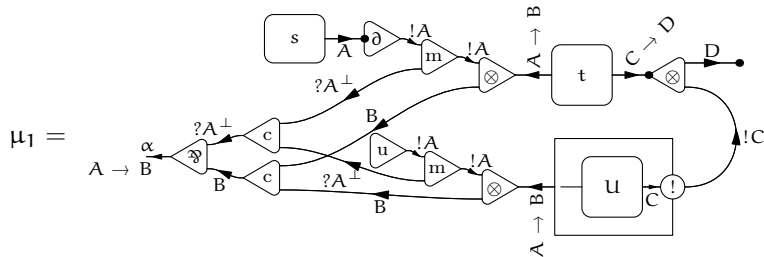 s
A
∂
!A
m
!A
⊗
A → B
t
C → D
⊗
D
?A⊥
B
μ₁ =
α
A → B
⅋
?A⊥
B
c
c
u
!A
m
!A
⊗
?A⊥
B
A → B
U
C
!
!C